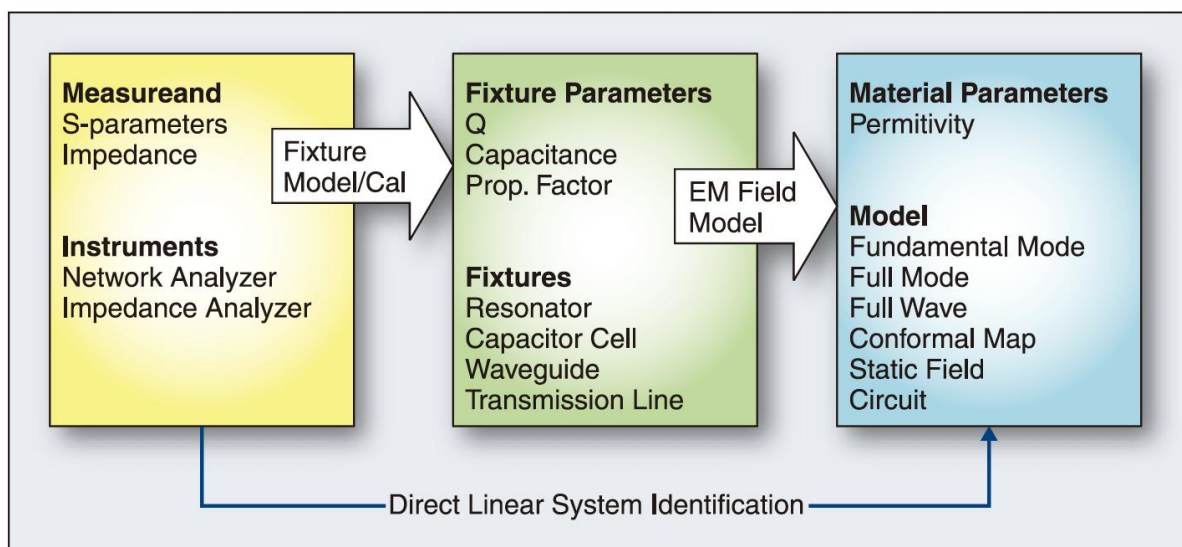 Measureand
S-parameters
Impedance
Instruments
Network Analyzer
Impedance Analyzer
Fixture
Model/Cal
Fixture Parameters
Q
Capacitance
Prop. Factor
Fixtures
Resonator
Capacitor Cell
Waveguide
Transmission Line
EM Field
Model
Material Parameters
Permitivity
Model
Fundamental Mode
Full Mode
Full Wave
Conformal Map
Static Field
Circuit
Direct Linear System Identification